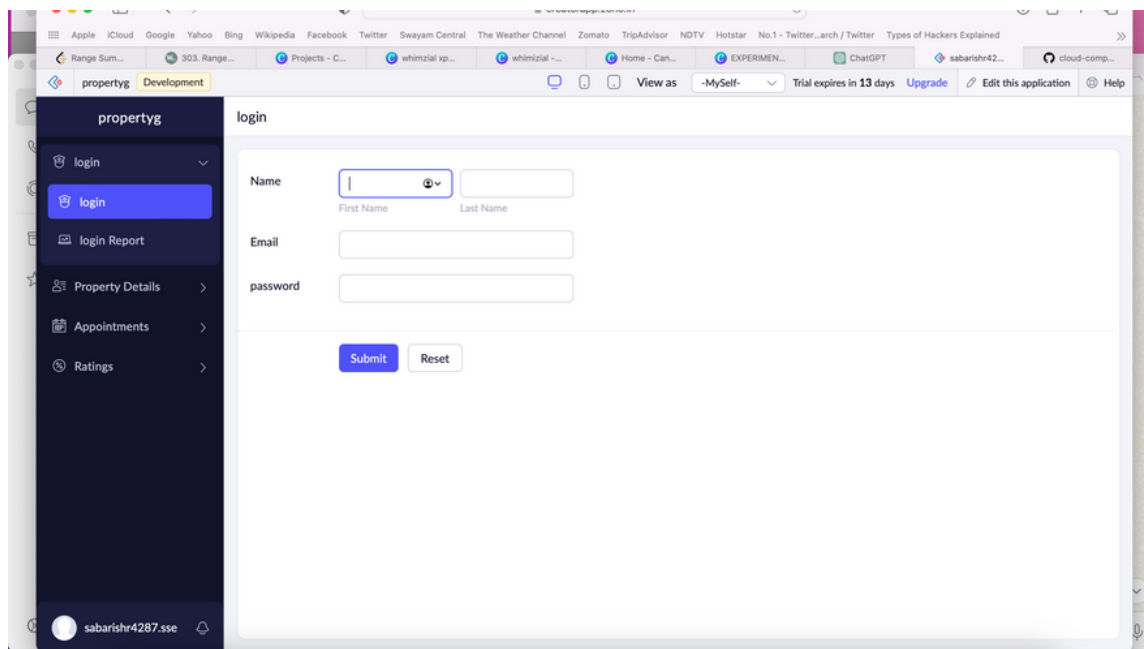 Apple iCloud Google Yahoo Bing Wikipedia Facebook Twitter Swayam Central The Weather Channel Zomato TripAdvisor NDTV Hotstar No.1 - Twitter...arch / Twitter Types of Hackers Explained
Range Sum... 303. Range... Projects - C... whimzial xp... whimizial -... Home - Can... EXPERIMEN... ChatGPT sabarishr42... cloud-comp...
propertyg Development View as -MySelf- Trial expires in 13 days Upgrade Edit this application Help
propertyg login
login
login
login Report
Property Details
Appointments
Ratings
Name
First Name Last Name
Email
password
Submit Reset
sabarishr4287.sse